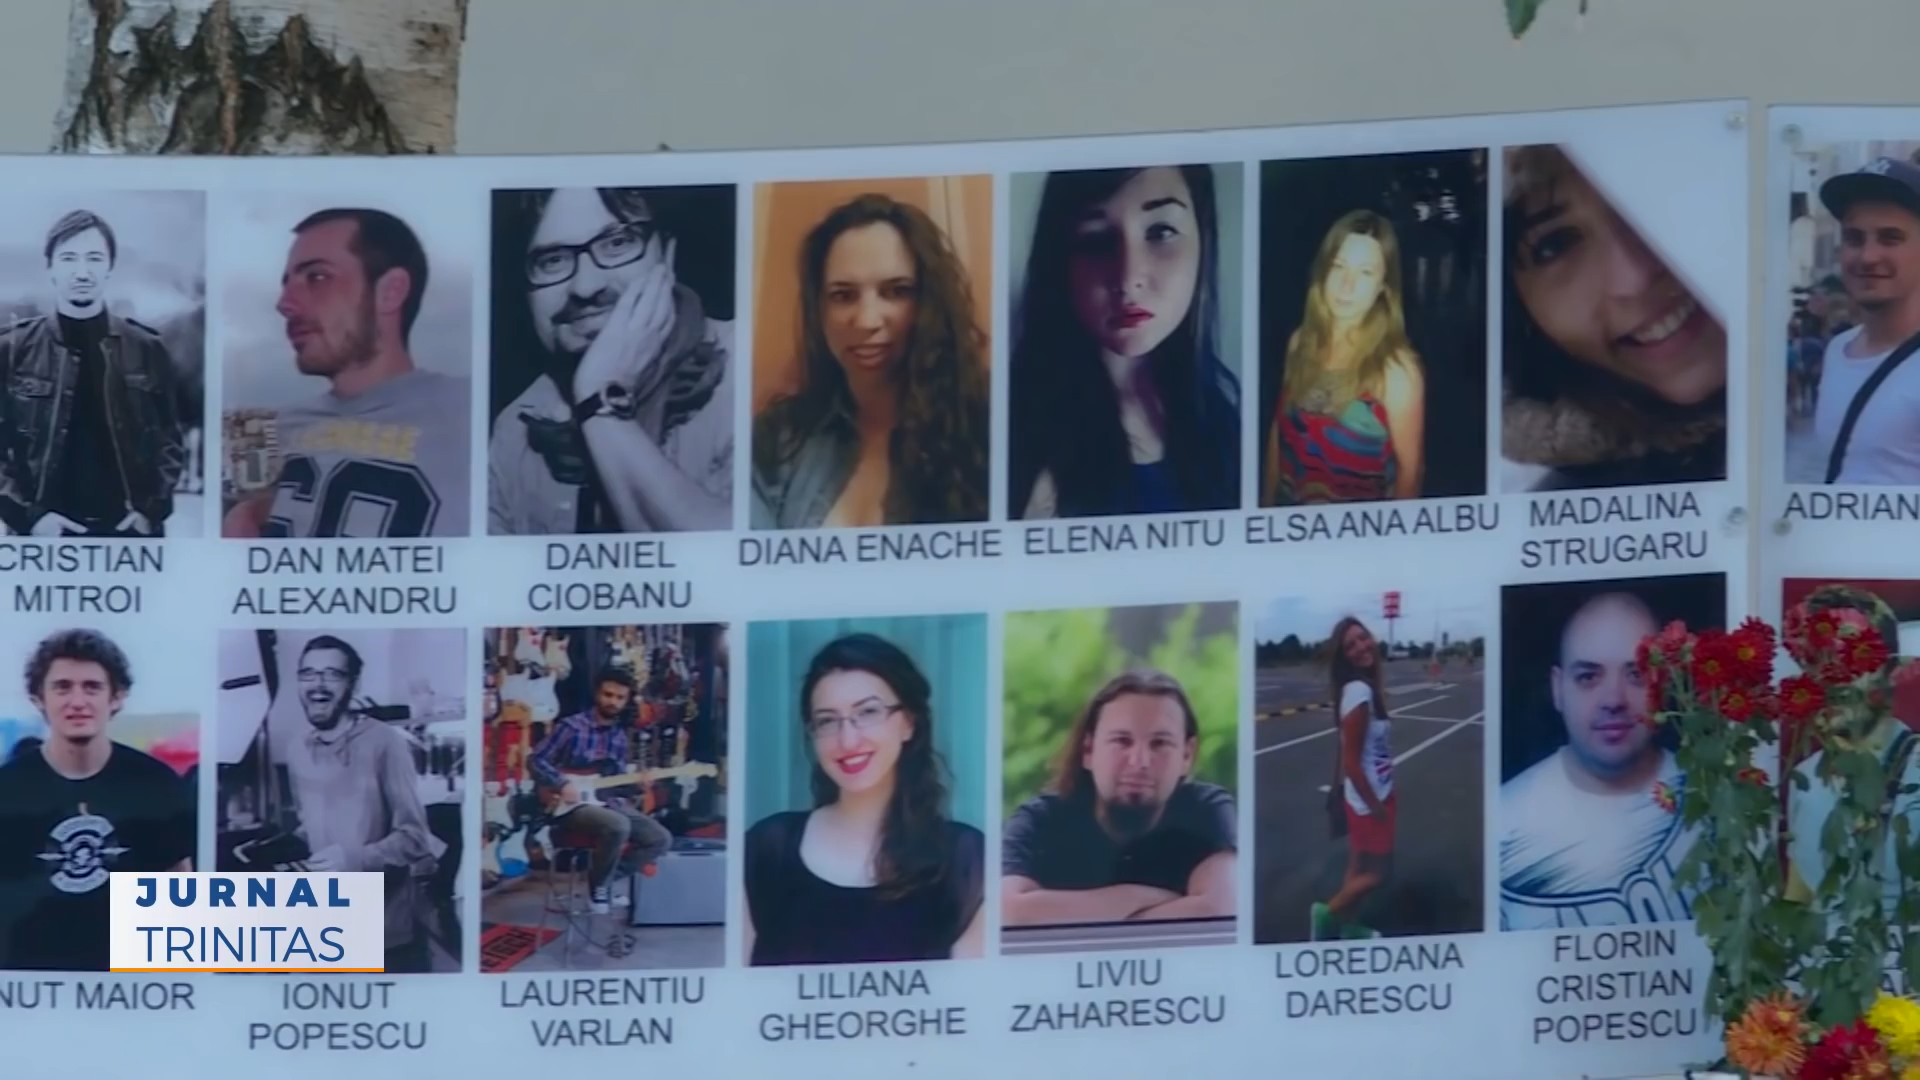 CRISTIAN
MITROI
DAN MATEI
ALEXANDRU
DANIEL
CIOBANU
DIANA ENACHE
ELENA NITU
ELSA ANA ALBU
MADALINA
STRUGARU
ADRIAN
60
NUT MAIOR
IONUT
POPESCU
LAURENTIU
VARLAN
LILIANA
GHEORGHE
LIVIU
ZAHARESCU
LOREDANA
DARESCU
FLORIN
CRISTIAN
POPESCU
JURNAL
TRINITAS